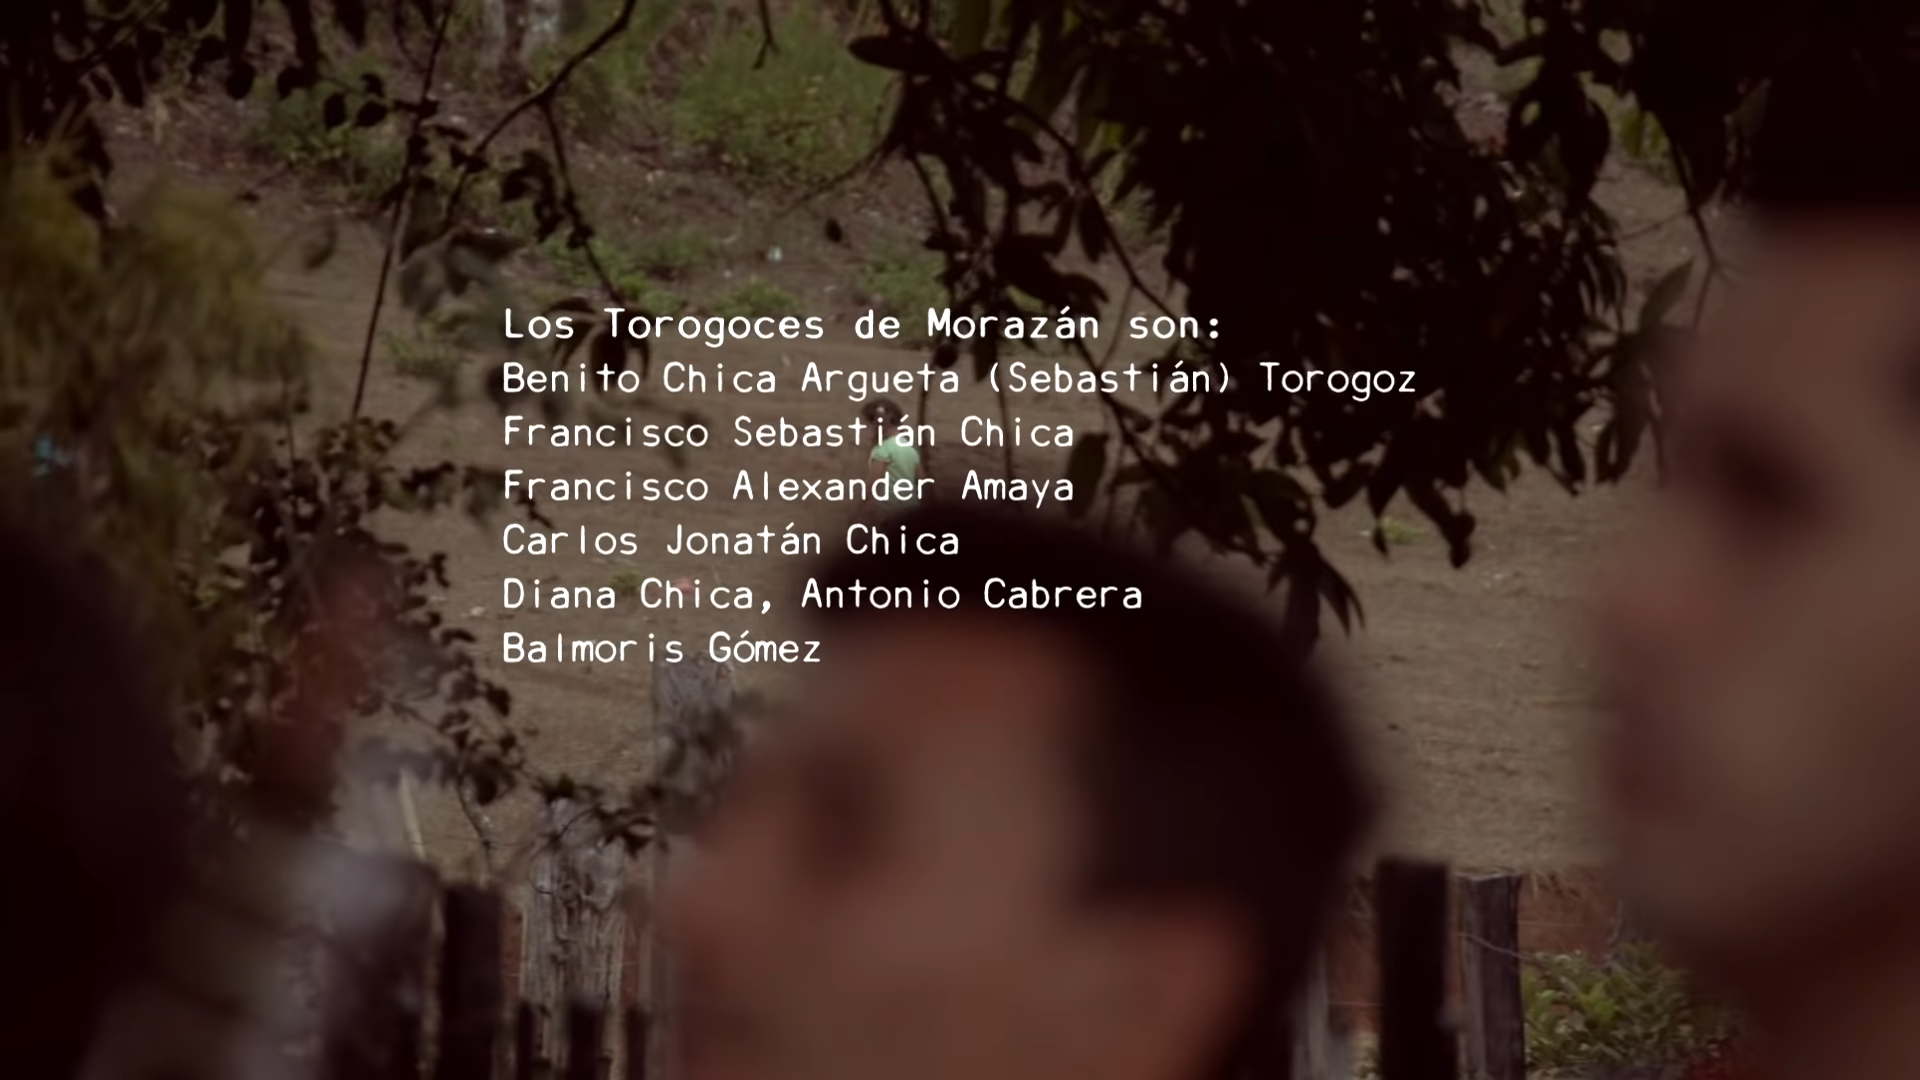 Los Torogoces de Morazán son:
Benito Chica Argueta (Sebastián) Torogoz
Francisco Sebastián Chica
Francisco Alexander Amaya
Carlos Jonatán Chica
Diana Chica, Antonio Cabrera
Balmoris Gómez